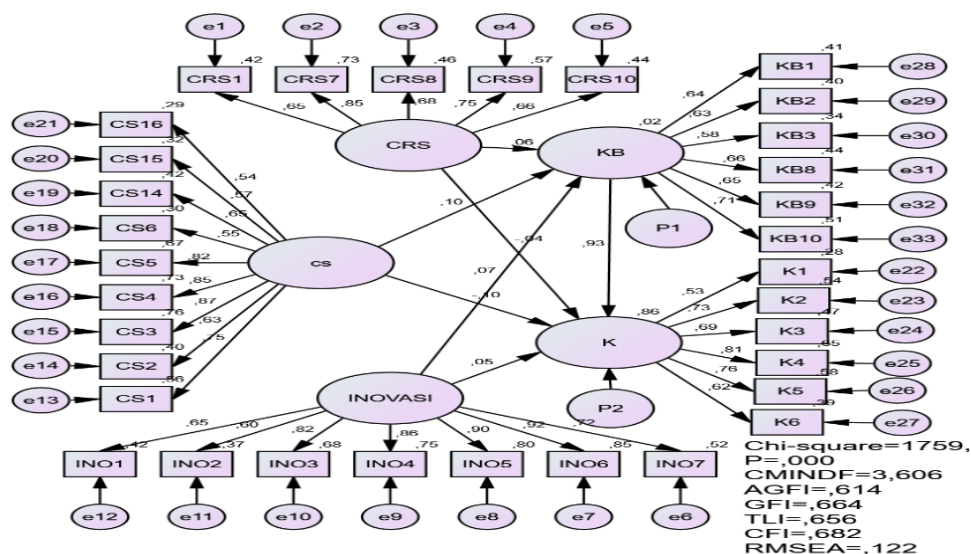 e1 e2 e3 e4 e5
,42 ,73 ,46 ,57 ,44
CRS1 CRS7 CRS8 CRS9 CRS10
,65 ,85 ,68 ,75 ,66
CRS
,06
,02
KB
,41
KB1 e28
,64
,40
KB2 e29
,63
,34
KB3 e30
,58
,44
KB8 e31
,66
,42
KB9 e32
,65
,51
KB10 e33
,71
P1
,29
e21 CS16
,54
,32
e20 CS15
,57
,42
e19 CS14
,65
,30
e18 CS6
,55
,67
e17 CS5
,82
,73
e16 CS4
,85
,76
e15 CS3
,87
,40
e14 CS2
,63
,56
e13 CS1
,75
cs
,10
-,04
,07
,93
-,10
,05
,86
K
P2
,28
K1 e22
,53
,54
K2 e23
,73
,47
K3 e24
,69
,65
K4 e25
,81
,58
K5 e26
,76
,39
K6 e27
,62
INOVASI
,65 ,60 ,82 ,86 ,90 ,92 ,72
,42 ,37 ,68 ,75 ,80 ,85 ,52
INO1 INO2 INO3 INO4 INO5 INO6 INO7
e12 e11 e10 e9 e8 e7 e6
Chi-square=1759,
P=,000
CMINDF=3,606
AGFI=,614
GFI=,664
TLI=,656
CFI=,682
RMSEA=,122